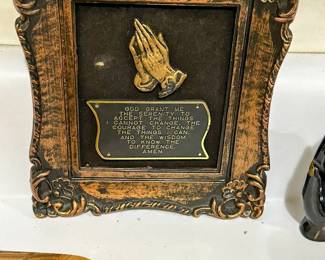 GOD GRANT ME
THE SERENITY TO
ACCEPT THE THINGS
I CANNOT CHANGE; THE
COURAGE TO CHANGE
THE THINGS I CAN;
AND THE WISDOM
TO KNOW THE
DIFFERENCE.
AMEN